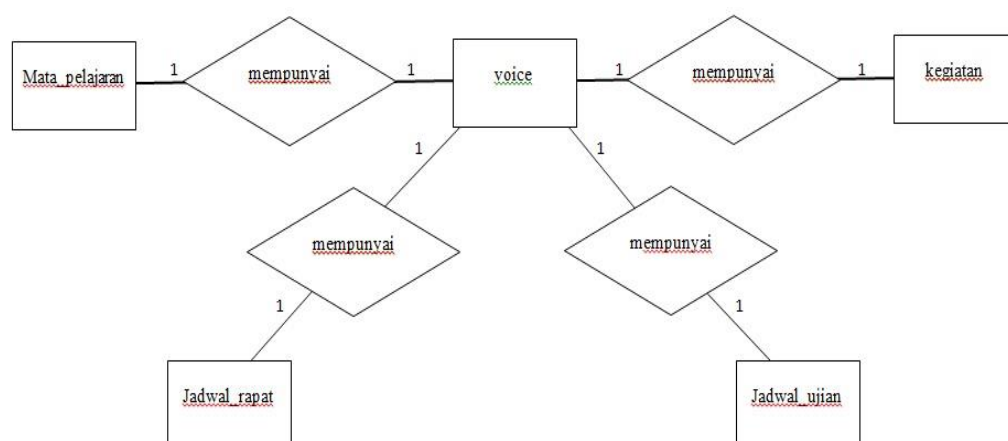 Mata_pelajaran
1
mempunyai
1
voice
1
mempunyai
1
kegiatan
1
1
mempunyai
mempunyai
1
1
Jadwal_rapat
Jadwal_ujian